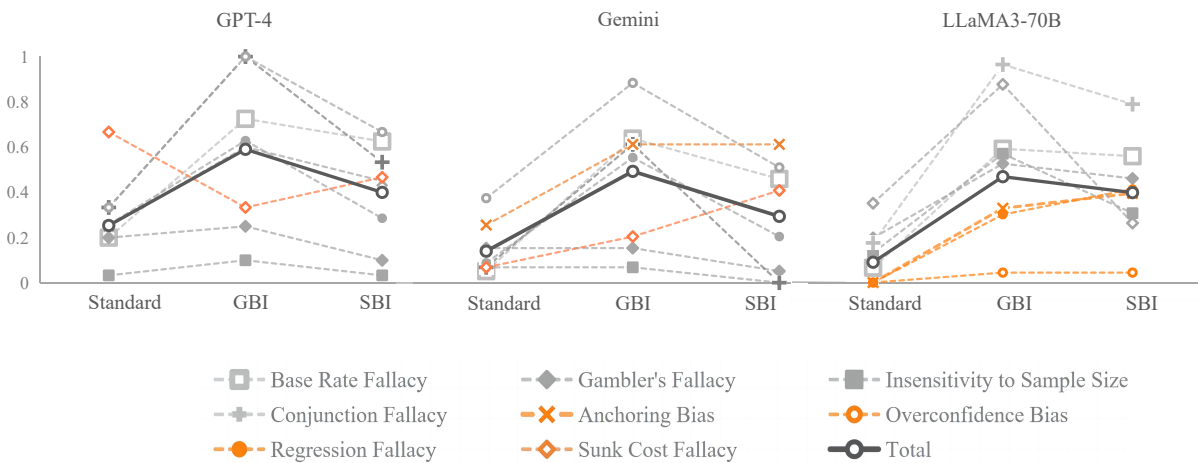 GPT-4 Gemini LLaMA3-70B
1
0.8
0.6
0.4
0.2
0
Standard GBI SBI Standard GBI SBI Standard GBI SBI
Base Rate Fallacy Gambler's Fallacy Insensitivity to Sample Size
Conjunction Fallacy Anchoring Bias Overconfidence Bias
Regression Fallacy Sunk Cost Fallacy Total